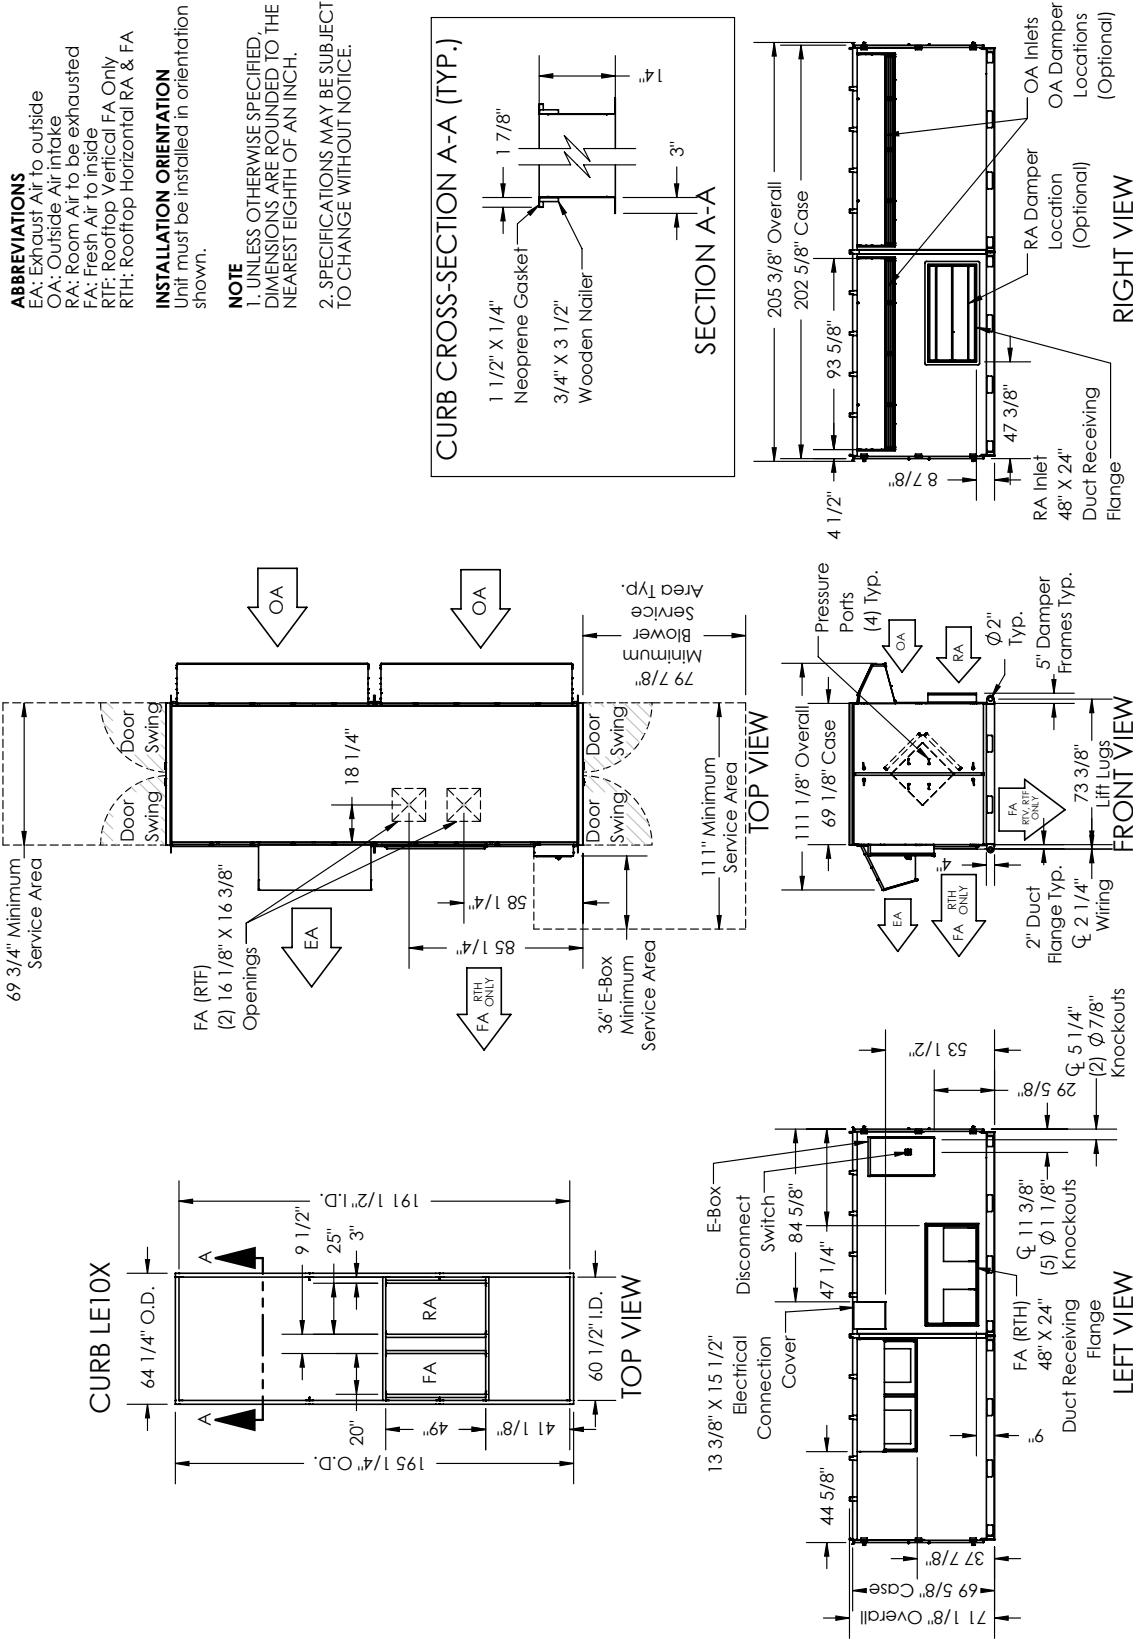 ABBREVIATIONS
EA: Exhaust Air to outside
OA: Outside Air intake
RA: Room Air to be exhausted
FA: Fresh Air to inside
RTF: Rooftop Vertical FA Only
RTH: Rooftop Horizontal RA & FA
INSTALLATION ORIENTATION
Unit must be installed in orientation
shown.
NOTE
1. UNLESS OTHERWISE SPECIFIED,
DIMENSIONS ARE ROUNDED TO THE
NEAREST EIGHTH OF AN INCH.
2. SPECIFICATIONS MAY BE SUBJECT
TO CHANGE WITHOUT NOTICE.
CURB LE10X
64 1/4" O.D.
A
A
195 1/4" O.D.
191 1/2" I.D.
9 1/2"
25"
3"
20"
49"
41 1/8"
FA
RA
60 1/2" I.D.
TOP VIEW
69 3/4" Minimum
Service Area
Door
Swing
Door
Swing
18 1/4"
FA (RTF)
(2) 16 1/8" X 16 3/8"
Openings
EA
OA
OA
58 1/4"
85 1/4"
FA
RTH
ONLY
36" E-Box
Minimum
Service Area
Door
Swing
Door
Swing
111" Minimum
Service Area
79 7/8"
Minimum
Blower
Service
Area Typ.
TOP VIEW
CURB CROSS-SECTION A-A (TYP.)
1 1/2" X 1/4"
Neoprene Gasket
3/4" X 3 1/2"
Wooden Nailer
1 7/8"
14"
3"
SECTION A-A
13 3/8" X 15 1/2"
Electrical
Connection
Cover
E-Box
Disconnect
Switch
84 5/8"
47 1/4"
44 5/8"
71 1/8" Overall
69 5/8" Case
37 7/8"
9"
53 1/2"
29 5/8"
FA (RTH)
48" X 24"
Duct Receiving
Flange
℄ 11 3/8"
(5) Ø 1 1/8"
Knockouts
℄ 5 1/4"
(2) Ø 7/8"
Knockouts
LEFT VIEW
111 1/8" Overall
69 1/8" Case
Pressure
Ports
(4) Typ.
EA
OA
RA
FA
RTH
ONLY
FA
RTV, RTF
ONLY
4"
2" Duct
Flange Typ.
℄ 2 1/4"
Wiring
73 3/8"
Lift Lugs
Ø 2"
Typ.
5" Damper
Frames Typ.
FRONT VIEW
205 3/8" Overall
202 5/8" Case
93 5/8"
4 1/2"
8 7/8"
47 3/8"
RA Inlet
48" X 24"
Duct Receiving
Flange
RA Damper
Location
(Optional)
OA Inlets
OA Damper
Locations
(Optional)
RIGHT VIEW